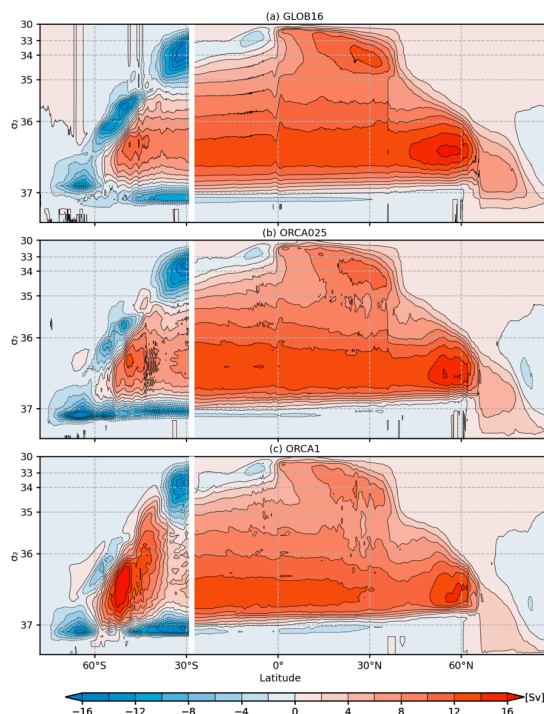 (a) GLOB16
30
33
34
35
σ₂
36
37
(b) ORCA025
30
33
34
35
σ₂
36
37
(c) ORCA1
30
33
34
35
σ₂
36
37
60°S 30°S 0° 30°N 60°N
Latitude
[Sv]
−16 −12 −8 −4 0 4 8 12 16